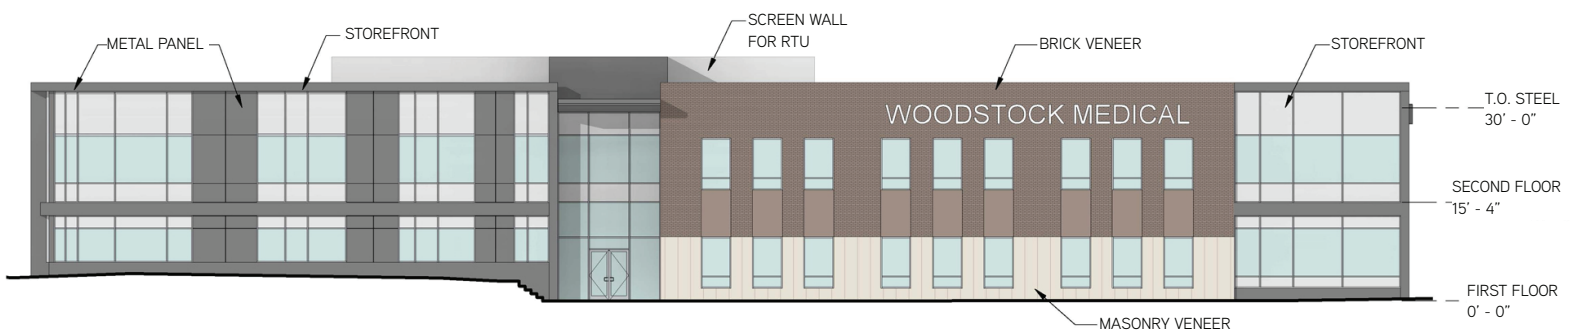 SCREEN WALL
FOR RTU
METAL PANEL
STOREFRONT
BRICK VENEER
STOREFRONT
WOODSTOCK MEDICAL
T.O. STEEL
30' - 0"
SECOND FLOOR
15' - 4"
FIRST FLOOR
0' - 0"
MASONRY VENEER